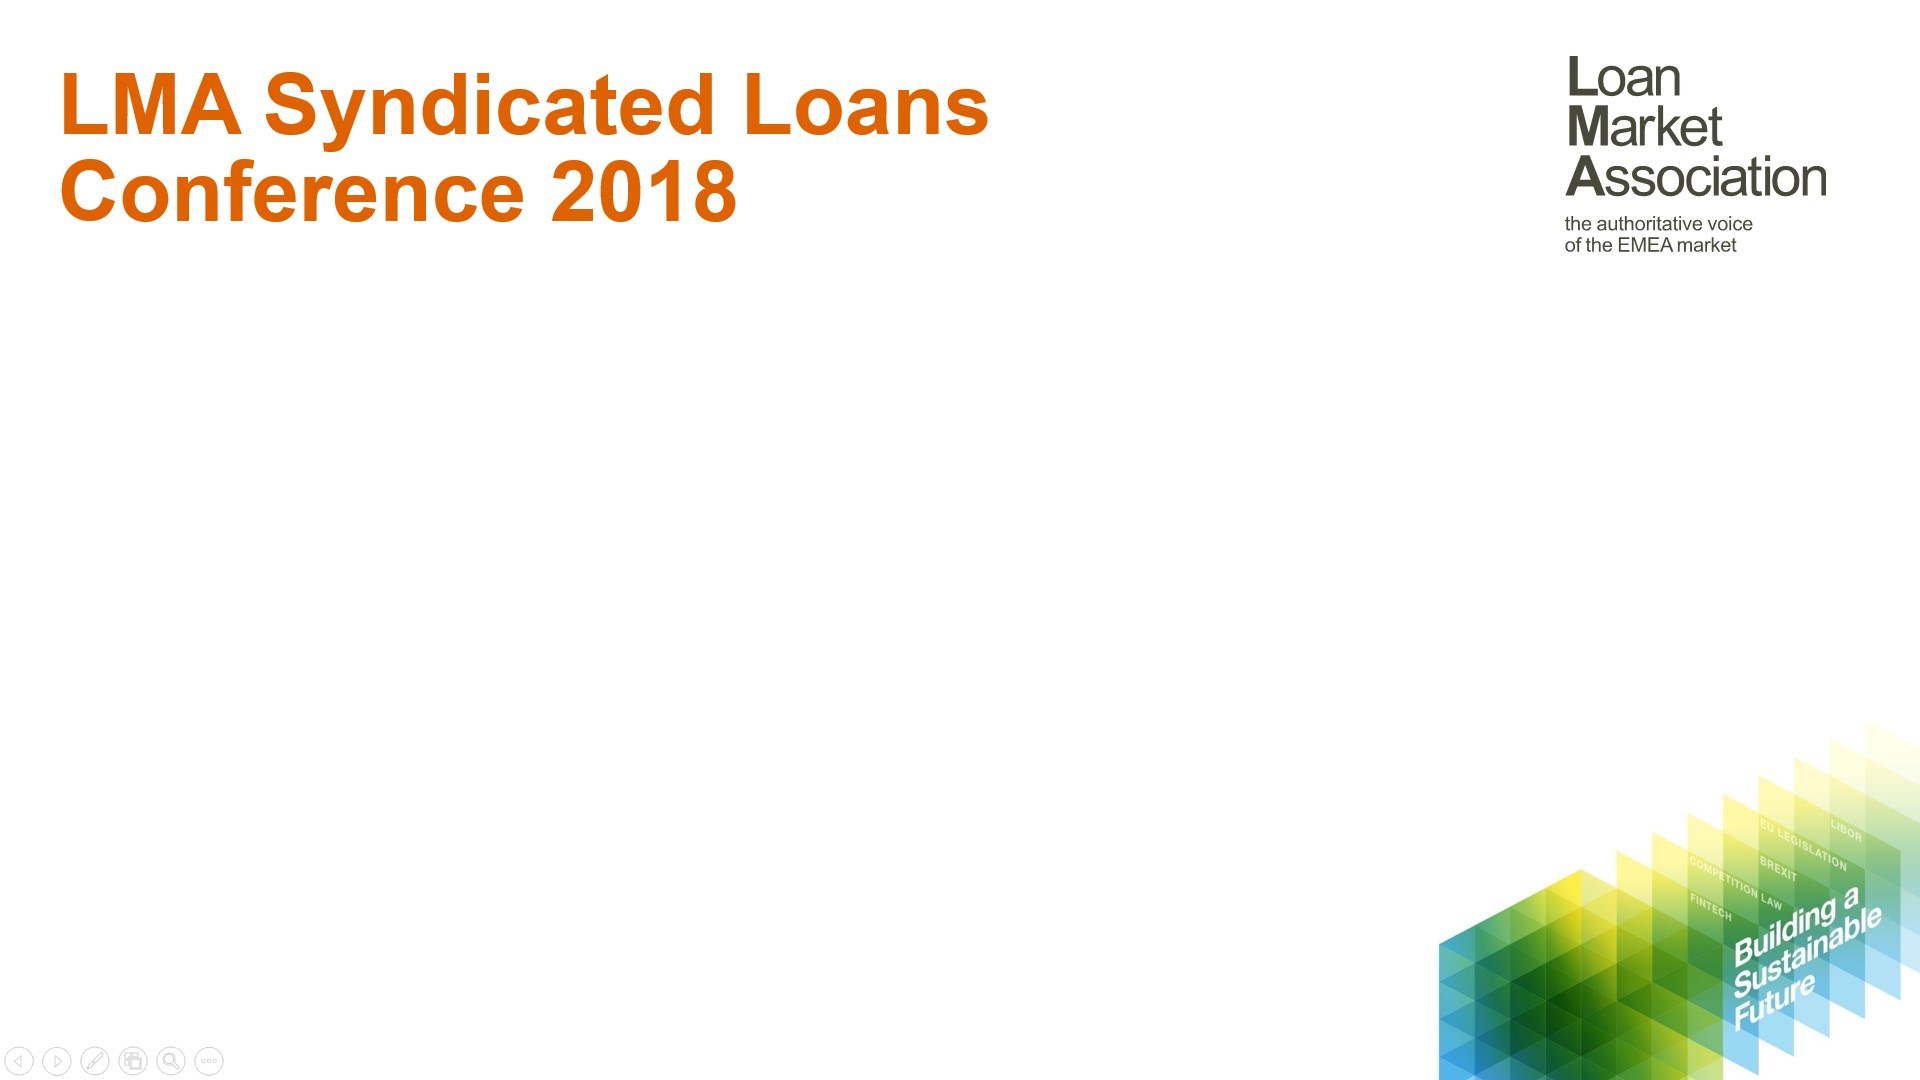 LMA Syndicated Loans
Conference 2018
Loan
Market
Association
the authoritative voice
of the EMEA market
LIBOR
EU LEGISLATION
BREXIT
COMPETITION LAW
FINTECH
Building a
Sustainable
Future